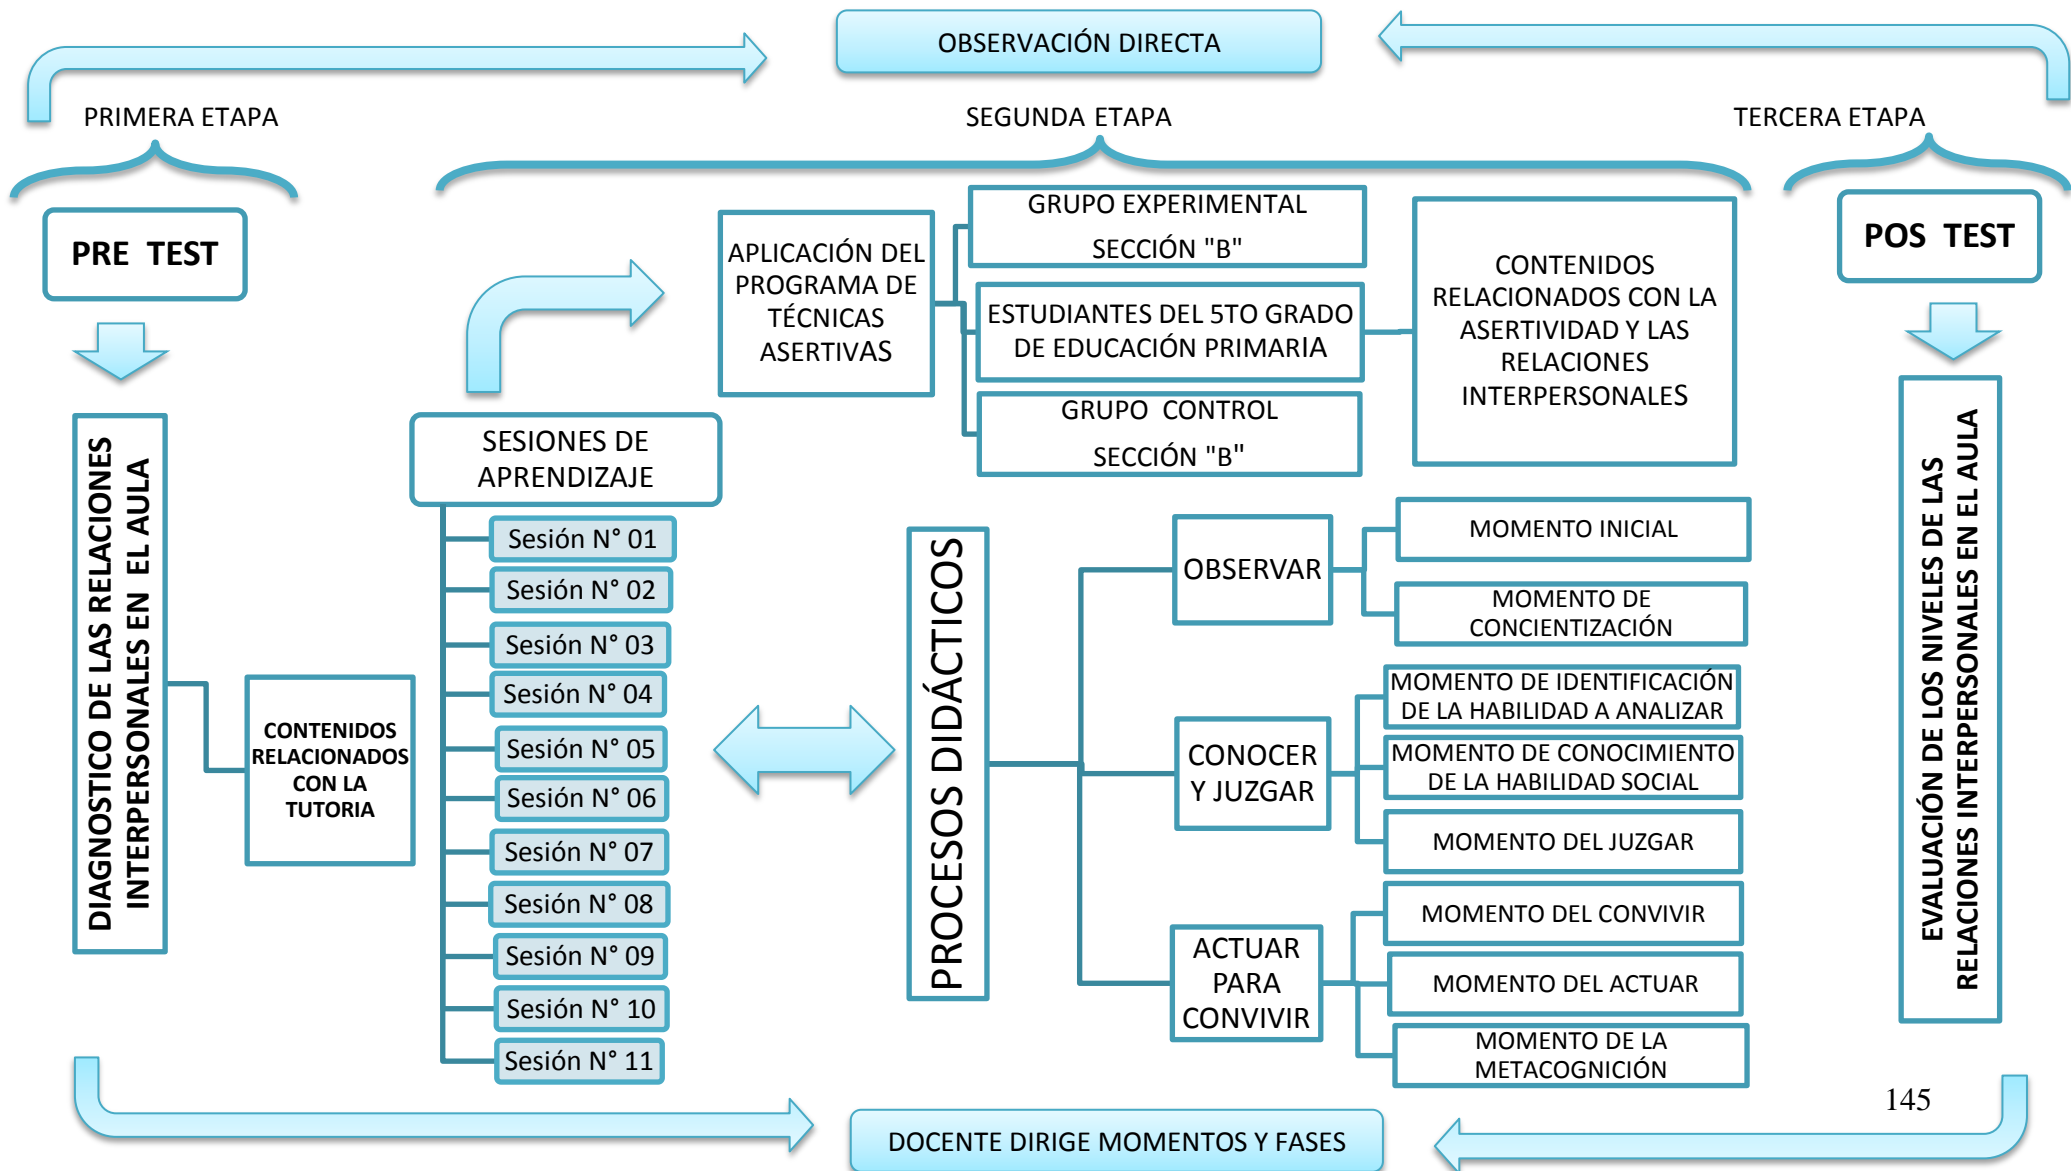 OBSERVACIÓN DIRECTA
PRIMERA ETAPA
SEGUNDA ETAPA
TERCERA ETAPA
PRE TEST
DIAGNOSTICO DE LAS RELACIONES
INTERPERSONALES EN EL AULA
CONTENIDOS
RELACIONADOS
CON LA
TUTORIA
SESIONES DE
APRENDIZAJE
Sesión N° 01
Sesión N° 02
Sesión N° 03
Sesión N° 04
Sesión N° 05
Sesión N° 06
Sesión N° 07
Sesión N° 08
Sesión N° 09
Sesión N° 10
Sesión N° 11
APLICACIÓN DEL
PROGRAMA DE
TÉCNICAS
ASERTIVAS
GRUPO EXPERIMENTAL
SECCIÓN "B"
ESTUDIANTES DEL 5TO GRADO
DE EDUCACIÓN PRIMARIA
GRUPO CONTROL
SECCIÓN "B"
CONTENIDOS
RELACIONADOS CON LA
ASERTIVIDAD Y LAS
RELACIONES
INTERPERSONALES
PROCESOS DIDÁCTICOS
OBSERVAR
MOMENTO INICIAL
MOMENTO DE
CONCIENTIZACIÓN
CONOCER
Y JUZGAR
MOMENTO DE IDENTIFICACIÓN
DE LA HABILIDAD A ANALIZAR
MOMENTO DE CONOCIMIENTO
DE LA HABILIDAD SOCIAL
MOMENTO DEL JUZGAR
ACTUAR
PARA
CONVIVIR
MOMENTO DEL CONVIVIR
MOMENTO DEL ACTUAR
MOMENTO DE LA
METACOGNICIÓN
POS TEST
EVALUACIÓN DE LOS NIVELES DE LAS
RELACIONES INTERPERSONALES EN EL AULA
DOCENTE DIRIGE MOMENTOS Y FASES
145